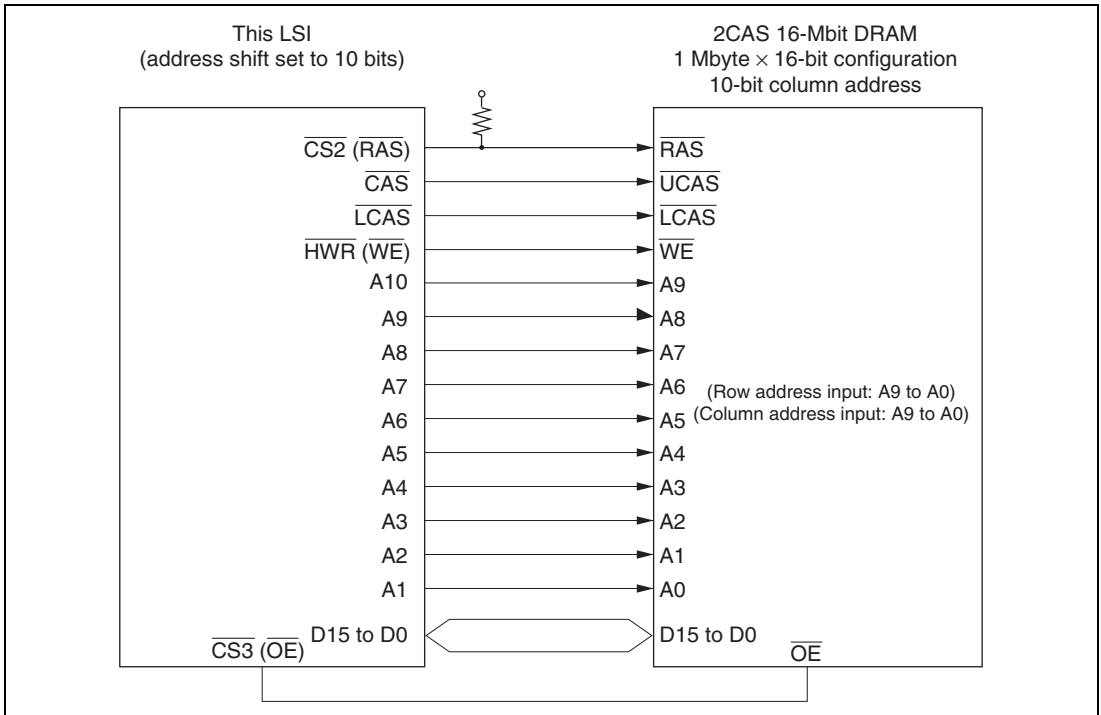 This LSI
(address shift set to 10 bits)
2CAS 16-Mbit DRAM
1 Mbyte × 16-bit configuration
10-bit column address
CS2 (RAS)
RAS
CAS
UCAS
LCAS
LCAS
HWR (WE)
WE
A10
A9
A9
A8
A8
A7
A7
A6
(Row address input: A9 to A0)
A6
A5
(Column address input: A9 to A0)
A5
A4
A4
A3
A3
A2
A2
A1
A1
A0
D15 to D0
D15 to D0
CS3 (OE)
OE